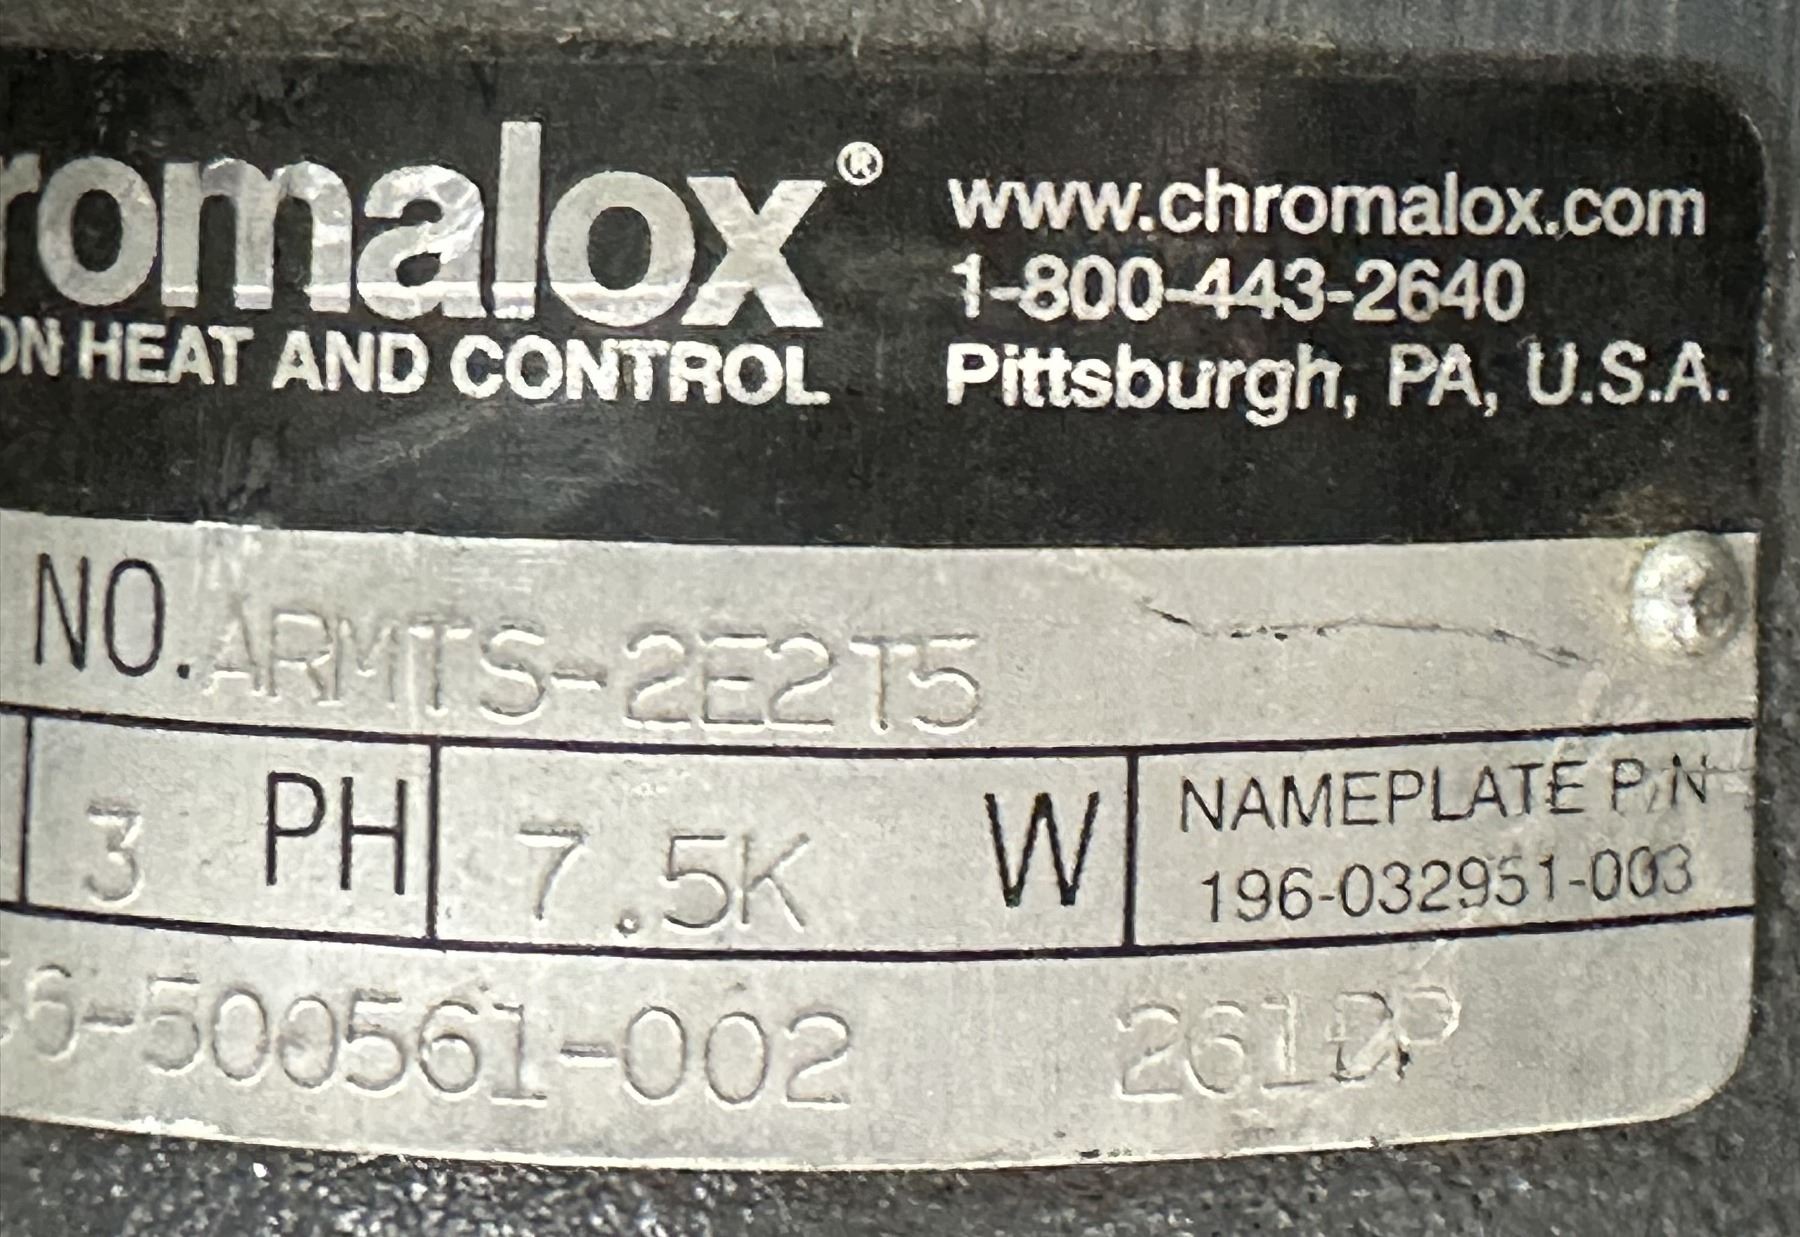 romalox®
ON HEAT AND CONTROL
www.chromalox.com
1-800-443-2640
Pittsburgh, PA, U.S.A.
NO. ARMTS-2E2T5
3 PH
7.5K W
NAMEPLATE P/N
196-032951-003
6-500561-002